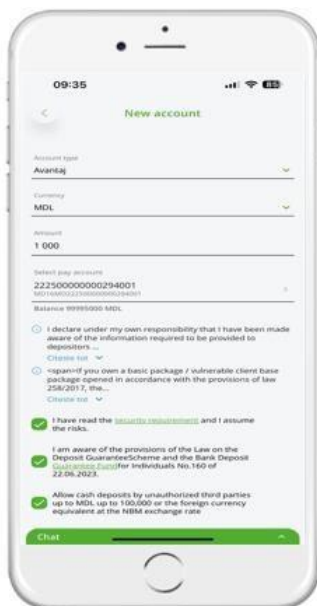 09:35
85
New account
Account type
Avantaj
Currency
MDL
Amount
1 000
Select pay account
222500000000294001
Balance 99995000 MDL
I declare under my own responsibility that I have been made
aware of the information required to be provided to
depositors ...
Citeste tot
<span>If you own a basic package / vulnerable client base
package opened in accordance with the provisions of law
258/2017, the...
Citeste tot
I have read the security requirement and I assume
the risks.
I am aware of the provisions of the Law on the
Deposit GuaranteeScheme and the Bank Deposit
Guarantee Fundfor Individuals No.160 of
22.06.2023.
Allow cash deposits by unauthorized third parties
up to MDL up to 100,000 or the foreign currency
equivalent at the NBM exchange rate
Chat